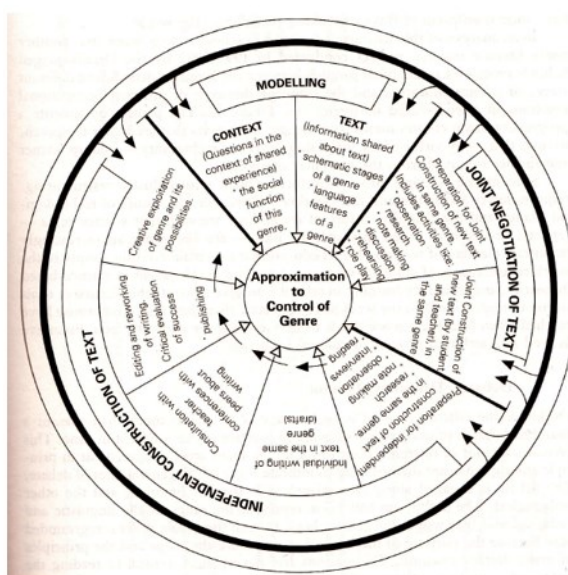 MODELLING
CONTEXT
(Questions in the
context of shared
experience)
• the social
function of
this genre.
TEXT
(Information shared
about text)
• schematic stages
of a genre
• language
features
of a
genre
JOINT NEGOTIATION OF TEXT
Preparation for Joint
Construction of new text
in same genre.
Includes activities like:
• observation
• research
• note making
• discussion
• rehearsing
• role play
Joint Construction of
new text (by student
and teacher), in
the same genre
INDEPENDENT CONSTRUCTION OF TEXT
Preparation for independent
construction of text
in the same genre
• research
• note making
• observation
• interviews
• reading
Individual writing of
text in the same
genre
(drafts)
Consultation with
teacher
conferences with
peers about
writing
Editing and reworking
of writing.
Critical evaluation
of success
• publishing
Creative exploitation
of genre and its
possibilities.
Approximation
to
Control of
Genre